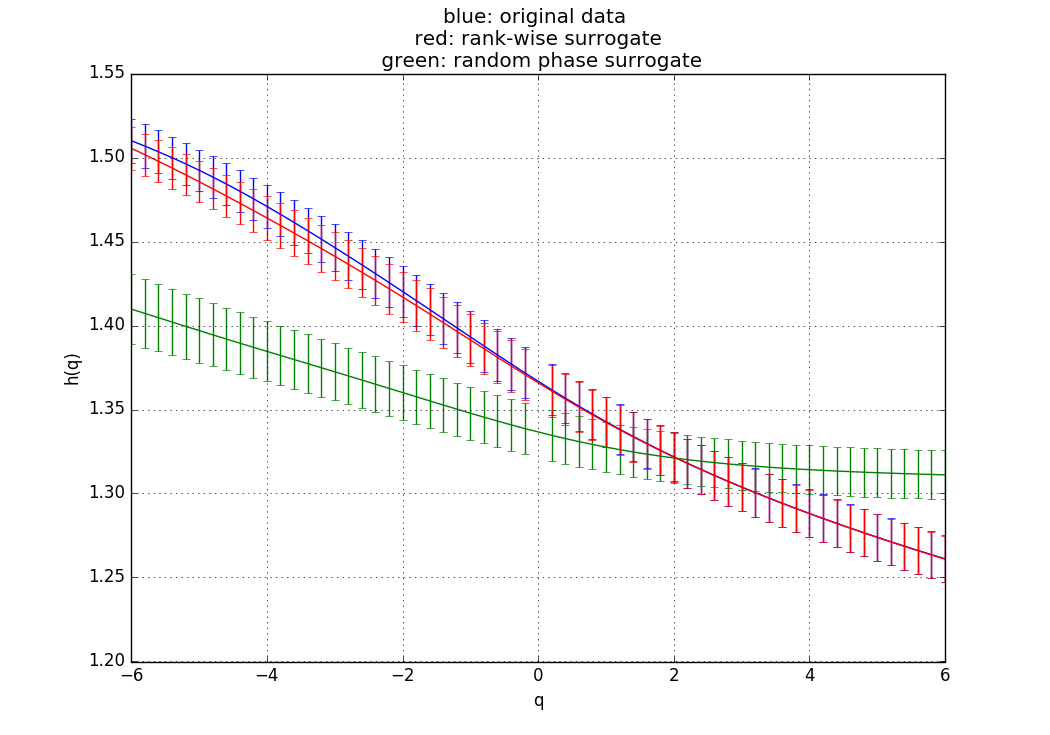 blue: original data
red: rank-wise surrogate
green: random phase surrogate
1.55
1.50
1.45
1.40
1.35
1.30
1.25
1.20
h(q)
−6 −4 −2 0 2 4 6
q